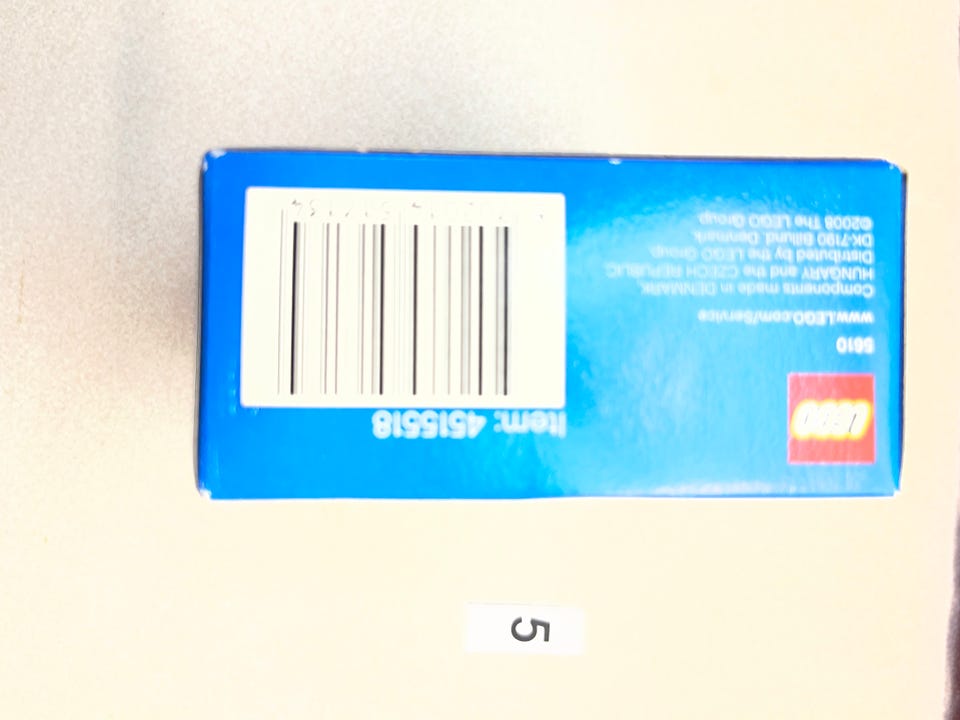 LEGO
5610
www.LEGO.com/Service
Components made in DENMARK,
HUNGARY and the CZECH REPUBLIC
Distributed by the LEGO Group.
DK-7190 Billund, Denmark.
©2008 The LEGO Group.
Item: 4515518
5